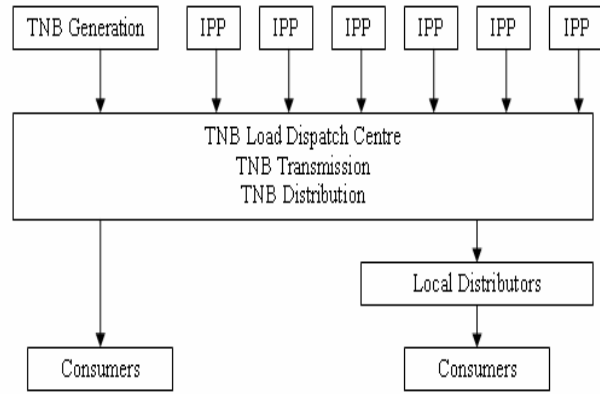 TNB Generation
IPP
IPP
IPP
IPP
IPP
IPP
TNB Load Dispatch Centre
TNB Transmission
TNB Distribution
Local Distributors
Consumers
Consumers